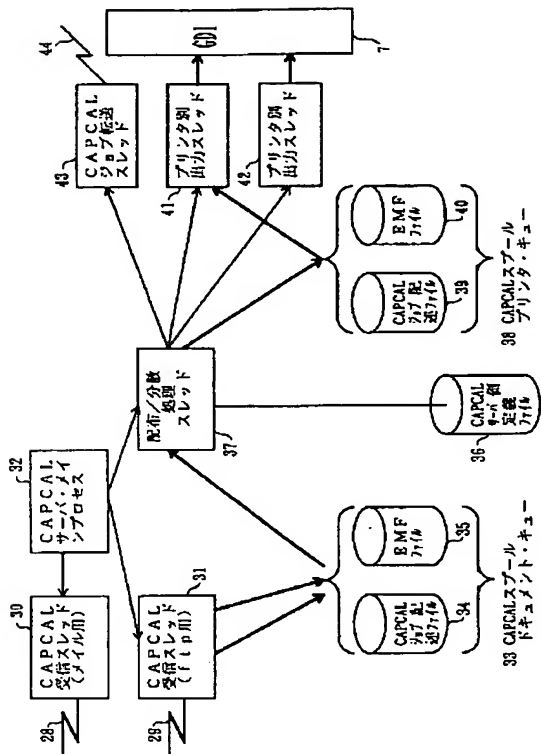 28
30
CAPCAL
受信スレッド
(メイル用)
32
CAPCAL
サーバ・メイ
ンプロセス
29
31
CAPCAL
受信スレッド
(ftp用)
37
配布/分散
処理
スレッド
43
CAPCAL
ジョブ転送
スレッド
44
41
プリンタ別
出力スレッド
42
プリンタ別
出力スレッド
GDI
7
34
CAPCAL
ジョブ記
述ファイル
35
EMF
ファイル
33 CAPCALスプール
ドキュメント・キュー
36
CAPCAL
サーバ側
定義
ファイル
39
CAPCAL
ジョブ記
述ファイル
40
EMF
ファイル
38 CAPCALスプール
プリンタ・キュー